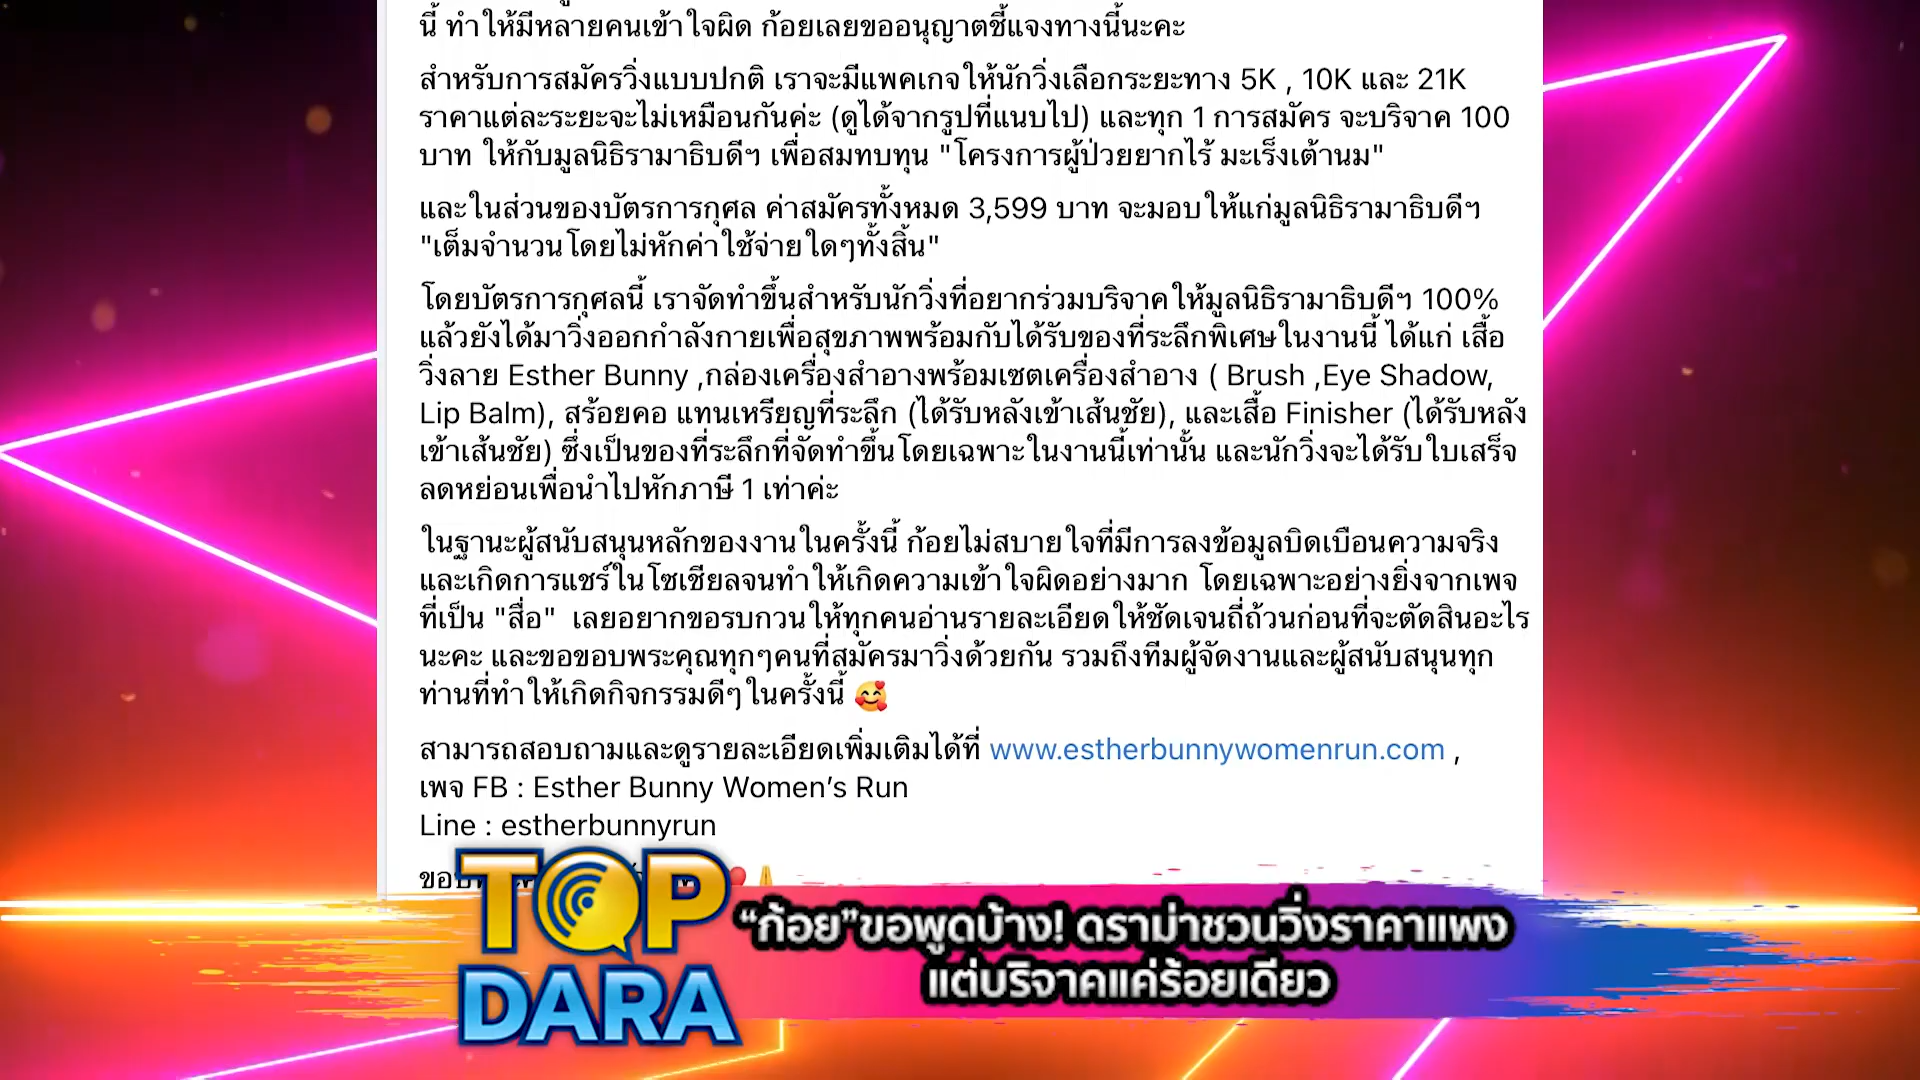 นี้ ทำให้มีหลายคนเข้าใจผิด ก้อยเลยขออนุญาตชี้แจงทางนี้นะคะ
สำหรับการสมัครวิ่งแบบปกติ เราจะมีแพคเกจให้นักวิ่งเลือกระยะทาง 5K , 10K และ 21K
ราคาแต่ละระยะจะไม่เหมือนกันค่ะ (ดูได้จากรูปที่แนบไป) และทุก 1 การสมัคร จะบริจาค 100
บาท ให้กับมูลนิธิรามาธิบดีฯ เพื่อสมทบทุน "โครงการผู้ป่วยยากไร้ มะเร็งเต้านม"
และในส่วนของบัตรการกุศล ค่าสมัครทั้งหมด 3,599 บาท จะมอบให้แก่มูลนิธิรามาธิบดีฯ
"เต็มจำนวนโดยไม่หักค่าใช้จ่ายใดๆทั้งสิ้น"
โดยบัตรการกุศลนี้ เราจัดทำขึ้นสำหรับนักวิ่งที่อยากร่วมบริจาคให้มูลนิธิรามาธิบดีฯ 100%
แล้วยังได้มาวิ่งออกกำลังกายเพื่อสุขภาพพร้อมกับได้รับของที่ระลึกพิเศษในงานนี้ ได้แก่ เสื้อ
วิ่งลาย Esther Bunny ,กล่องเครื่องสำอางพร้อมเซตเครื่องสำอาง ( Brush ,Eye Shadow,
Lip Balm), สร้อยคอ แทนเหรียญที่ระลึก (ได้รับหลังเข้าเส้นชัย), และเสื้อ Finisher (ได้รับหลัง
เข้าเส้นชัย) ซึ่งเป็นของที่ระลึกที่จัดทำขึ้นโดยเฉพาะในงานนี้เท่านั้น และนักวิ่งจะได้รับใบเสร็จ
ลดหย่อนเพื่อนำไปหักภาษี 1 เท่าค่ะ
ในฐานะผู้สนับสนุนหลักของงานในครั้งนี้ ก้อยไม่สบายใจที่มีการลงข้อมูลบิดเบือนความจริง
และเกิดการแชร์ในโซเชียลจนทำให้เกิดความเข้าใจผิดอย่างมาก โดยเฉพาะอย่างยิ่งจากเพจ
ที่เป็น "สื่อ" เลยอยากขอรบกวนให้ทุกคนอ่านรายละเอียดให้ชัดเจนถี่ถ้วนก่อนที่จะตัดสินอะไร
นะคะ และขอขอบพระคุณทุกๆคนที่สมัครมาวิ่งด้วยกัน รวมถึงทีมผู้จัดงานและผู้สนับสนุนทุก
ท่านที่ทำให้เกิดกิจกรรมดีๆในครั้งนี้ 🥰
สามารถสอบถามและดูรายละเอียดเพิ่มเติมได้ที่ www.estherbunnywomenrun.com ,
เพจ FB : Esther Bunny Women's Run
Line : estherbunnyrun
TOP
DARA
"ก้อย"ขอพูดบ้าง! ดราม่าชวนวิ่งราคาแพง
แต่บริจาคแค่ร้อยเดียว